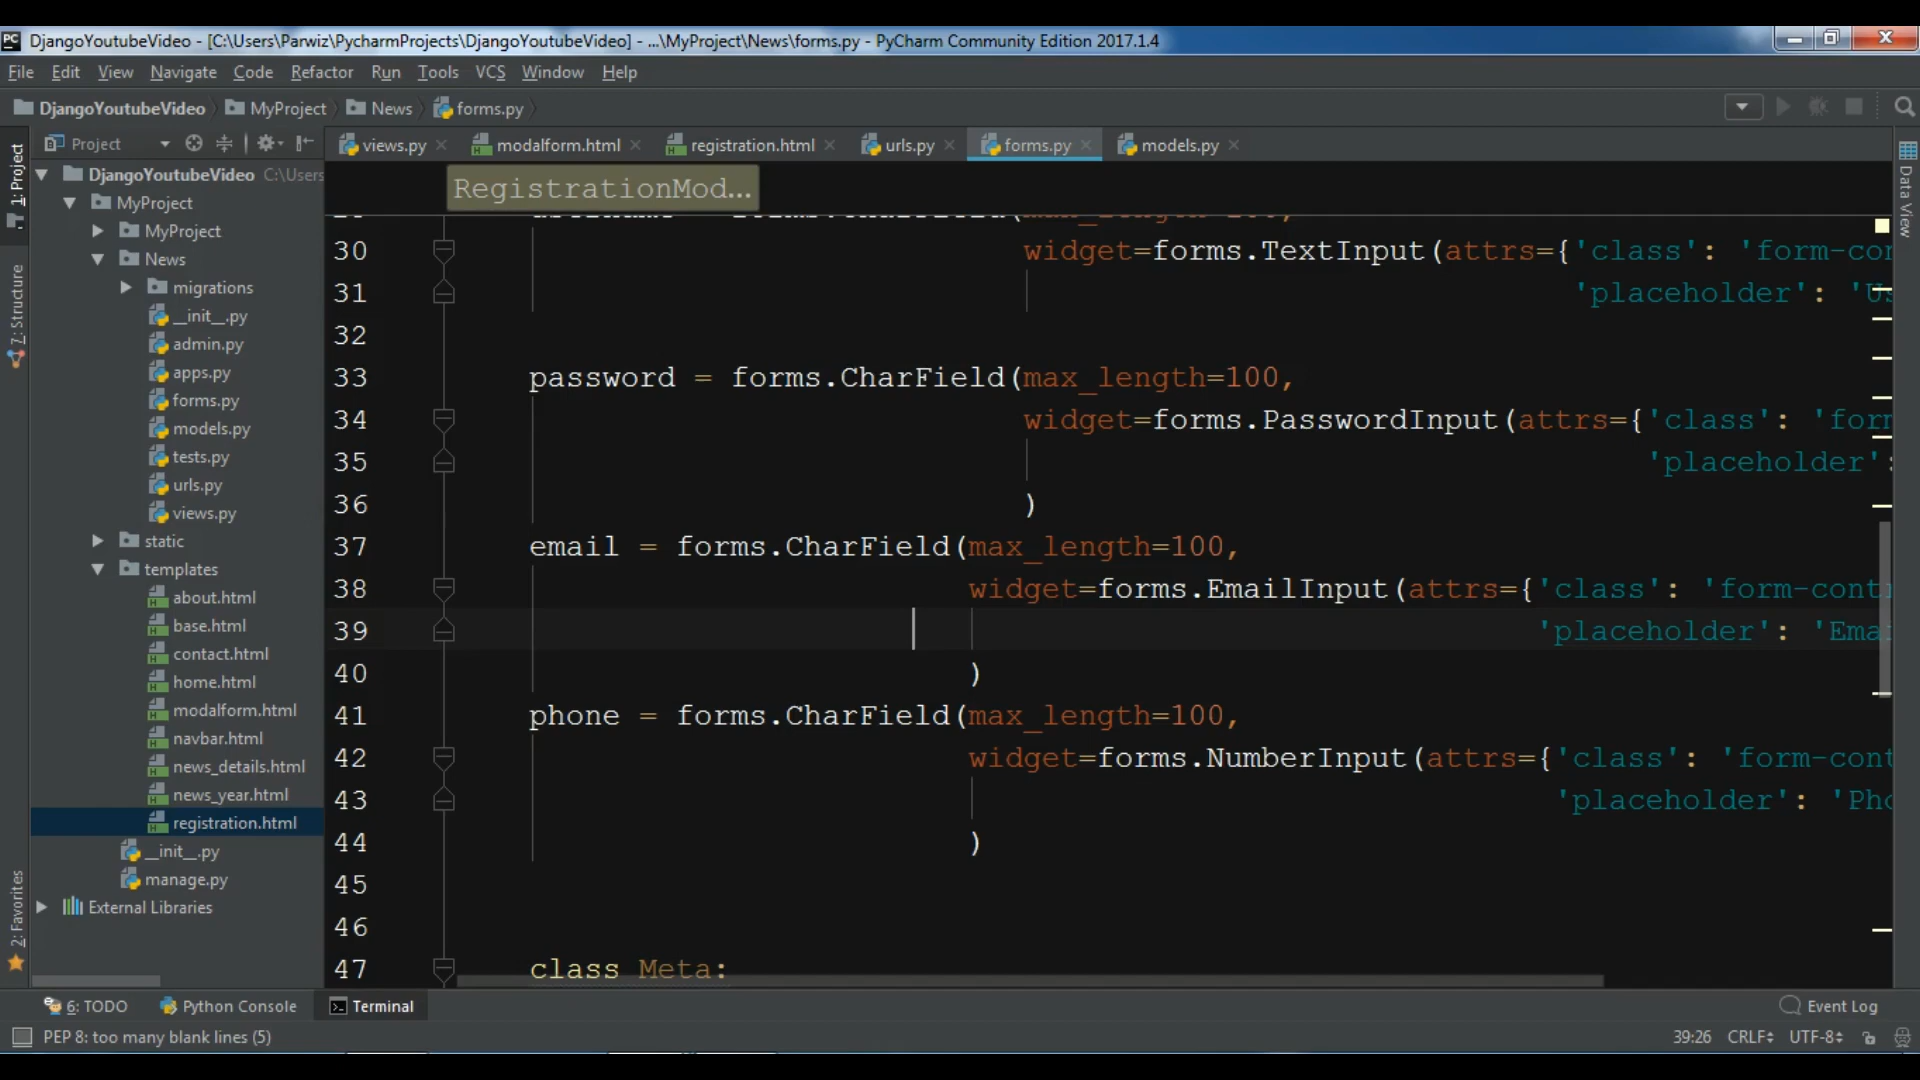 DjangoYoutubeVideo - [C:\Users\Parwiz\PycharmProjects\DjangoYoutubeVideo] - ...\MyProject\News\forms.py - PyCharm Community Edition 2017.1.4
File Edit View Navigate Code Refactor Run Tools VCS Window Help
DjangoYoutubeVideo MyProject News forms.py
Project views.py modalform.html registration.html urls.py forms.py models.py
1: Project
7: Structure
2: Favorites
Data View
DjangoYoutubeVideo C:\Users
MyProject
MyProject
News
migrations
__init__.py
admin.py
apps.py
forms.py
models.py
tests.py
urls.py
views.py
static
templates
about.html
base.html
contact.html
home.html
modalform.html
navbar.html
news_details.html
news_year.html
registration.html
__init__.py
manage.py
External Libraries
RegistrationMod...
30 widget=forms.TextInput(attrs={'class': 'form-con
31 'placeholder': 'Us
32
33 password = forms.CharField(max_length=100,
34 widget=forms.PasswordInput(attrs={'class': 'form
35 'placeholder':
36 )
37 email = forms.CharField(max_length=100,
38 widget=forms.EmailInput(attrs={'class': 'form-contr
39 'placeholder': 'Emai
40 )
41 phone = forms.CharField(max_length=100,
42 widget=forms.NumberInput(attrs={'class': 'form-cont
43 'placeholder': 'Pho
44 )
45
46
47 class Meta:
6: TODO Python Console Terminal Event Log
PEP 8: too many blank lines (5) 39:26 CRLF UTF-8